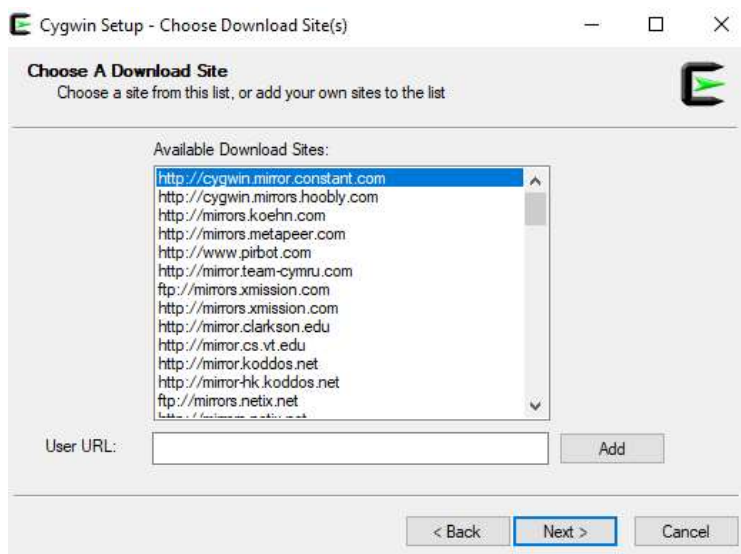 Cygwin Setup - Choose Download Site(s)
Choose A Download Site
Choose a site from this list, or add your own sites to the list
Available Download Sites:
http://cygwin.mirror.constant.com
http://cygwin.mirrors.hoobly.com
http://mirrors.koehn.com
http://mirrors.metapeer.com
http://www.pirbot.com
http://mirror.team-cymru.com
ftp://mirrors.xmission.com
http://mirrors.xmission.com
http://mirror.clarkson.edu
http://mirror.cs.vt.edu
http://mirror.koddos.net
http://mirror-hk.koddos.net
ftp://mirrors.netix.net
User URL:
Add
< Back
Next >
Cancel